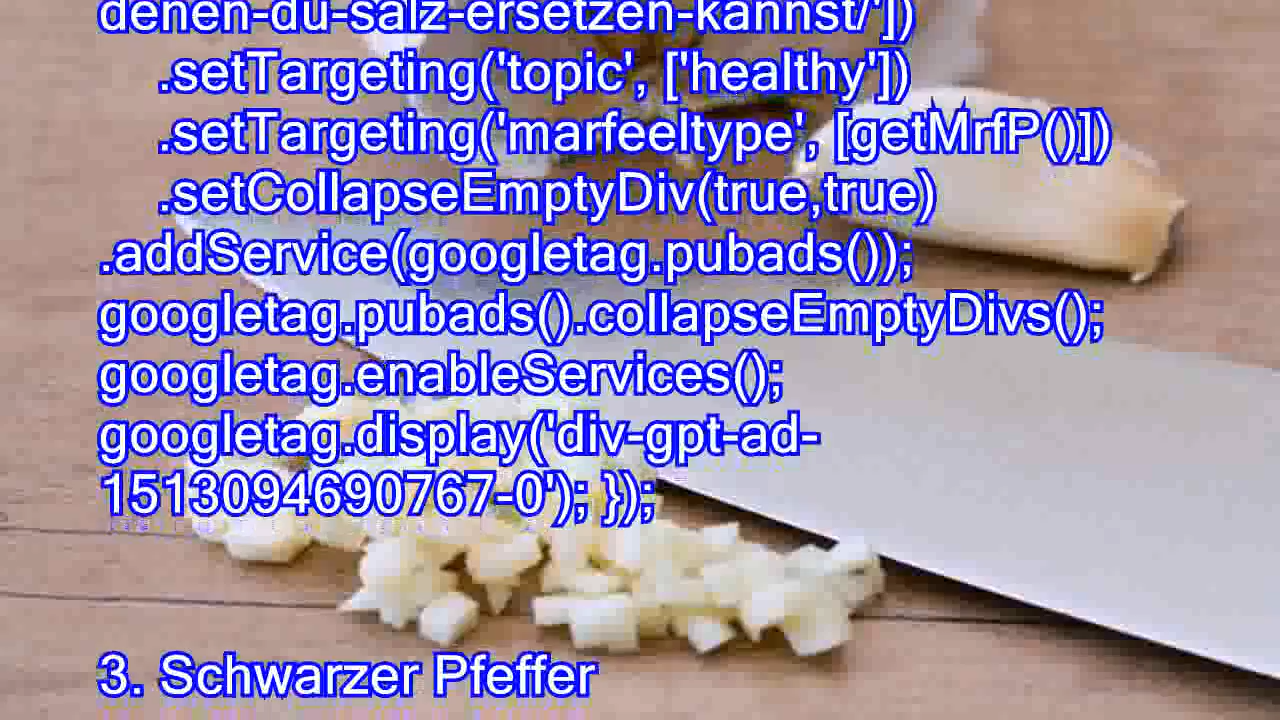 denen-du-salz-ersetzen-kannst/'])
.setTargeting('topic', ['healthy'])
.setTargeting('marfeeltype', [getMrfP()])
.setCollapseEmptyDiv(true,true)
.addService(googletag.pubads());
googletag.pubads().collapseEmptyDivs();
googletag.enableServices();
googletag.display('div-gpt-ad-
1513094690767-0'); });
3. Schwarzer Pfeffer